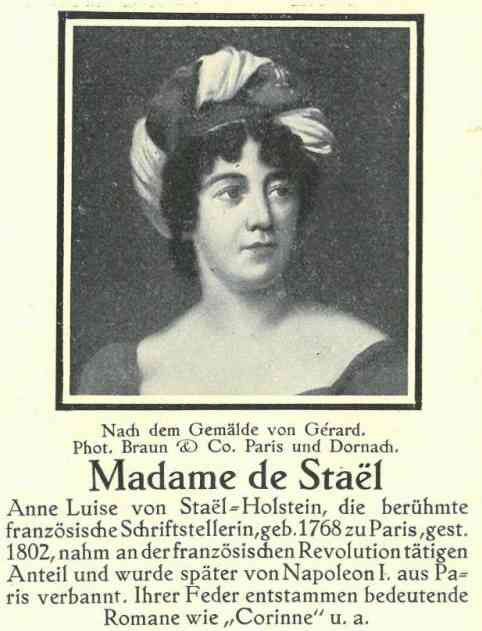 Nach dem Gemälde von Gérard.
Phot. Braun & Co. Paris und Dornach.
Madame de Staël
Anne Luise von Staël=Holstein, die berühmte
französische Schriftstellerin, geb. 1768 zu Paris, gest.
1802, nahm an der französischen Revolution tätigen
Anteil und wurde später von Napoleon I. aus Pa=
ris verbannt. Ihrer Feder entstammen bedeutende
Romane wie „Corinne“ u. a.